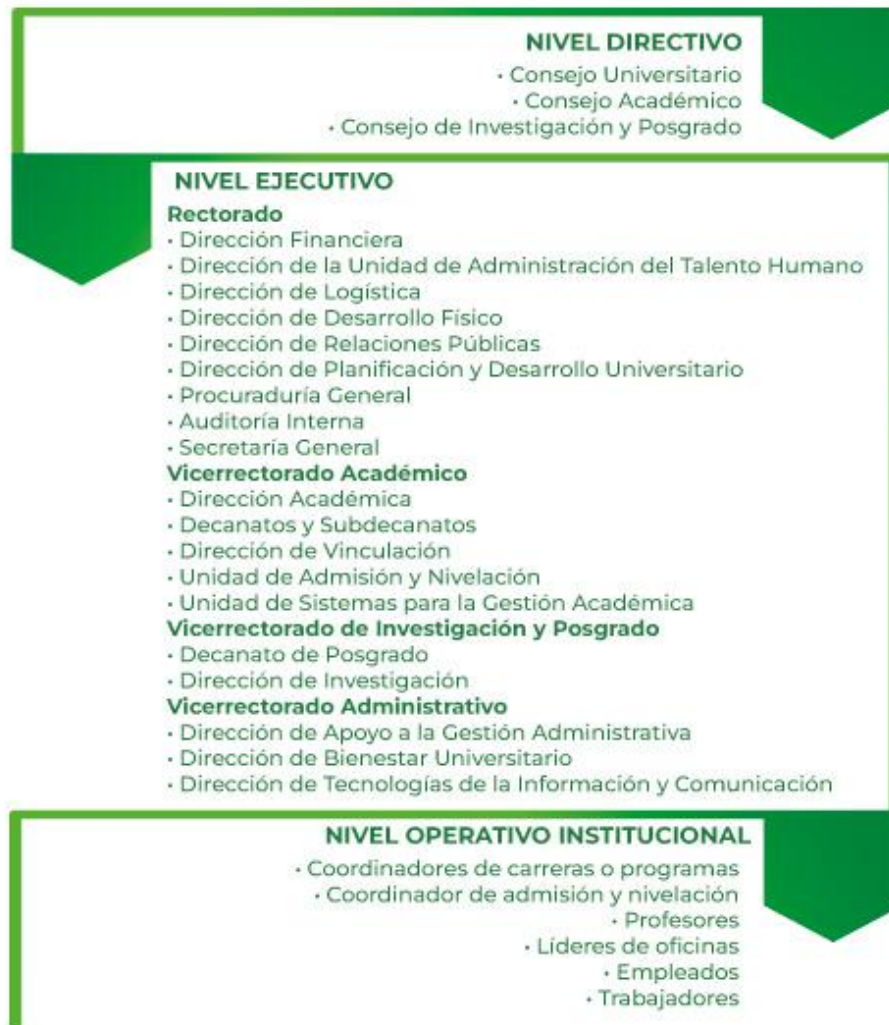 NIVEL DIRECTIVO
• Consejo Universitario
• Consejo Académico
• Consejo de Investigación y Posgrado
NIVEL EJECUTIVO
Rectorado
• Dirección Financiera
• Dirección de la Unidad de Administración del Talento Humano
• Dirección de Logística
• Dirección de Desarrollo Físico
• Dirección de Relaciones Públicas
• Dirección de Planificación y Desarrollo Universitario
• Procuraduría General
• Auditoría Interna
• Secretaría General
Vicerrectorado Académico
• Dirección Académica
• Decanatos y Subdecanatos
• Dirección de Vinculación
• Unidad de Admisión y Nivelación
• Unidad de Sistemas para la Gestión Académica
Vicerrectorado de Investigación y Posgrado
• Decanato de Posgrado
• Dirección de Investigación
Vicerrectorado Administrativo
• Dirección de Apoyo a la Gestión Administrativa
• Dirección de Bienestar Universitario
• Dirección de Tecnologías de la Información y Comunicación
NIVEL OPERATIVO INSTITUCIONAL
• Coordinadores de carreras o programas
• Coordinador de admisión y nivelación
• Profesores
• Líderes de oficinas
• Empleados
• Trabajadores